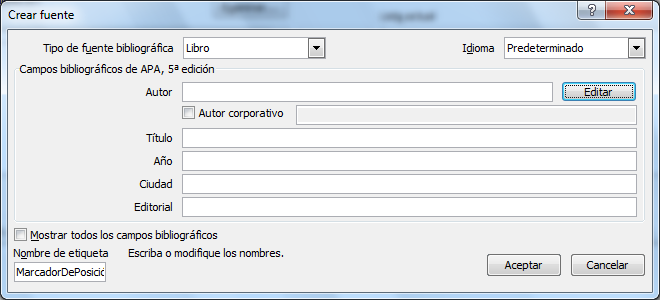 Crear fuente
Tipo de fuente bibliográfica Libro Idioma Predeterminado
Campos bibliográficos de APA, 5ª edición
Autor Editar
Autor corporativo
Título
Año
Ciudad
Editorial
Mostrar todos los campos bibliográficos
Nombre de etiqueta Escriba o modifique los nombres.
MarcadorDePosició
Aceptar Cancelar